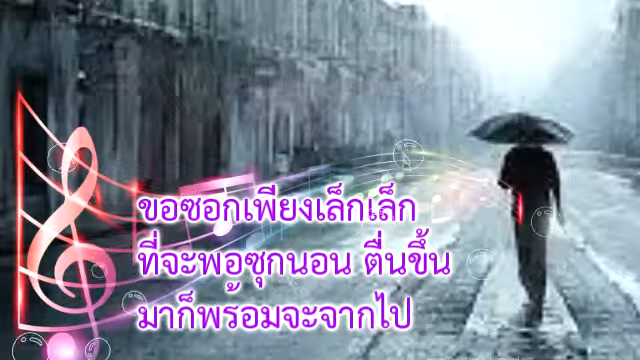 ขอซอกเพียงเล็กเล็ก
ที่จะพอซุกนอน ตื่นขึ้น
มาก็พร้อมจะจากไป